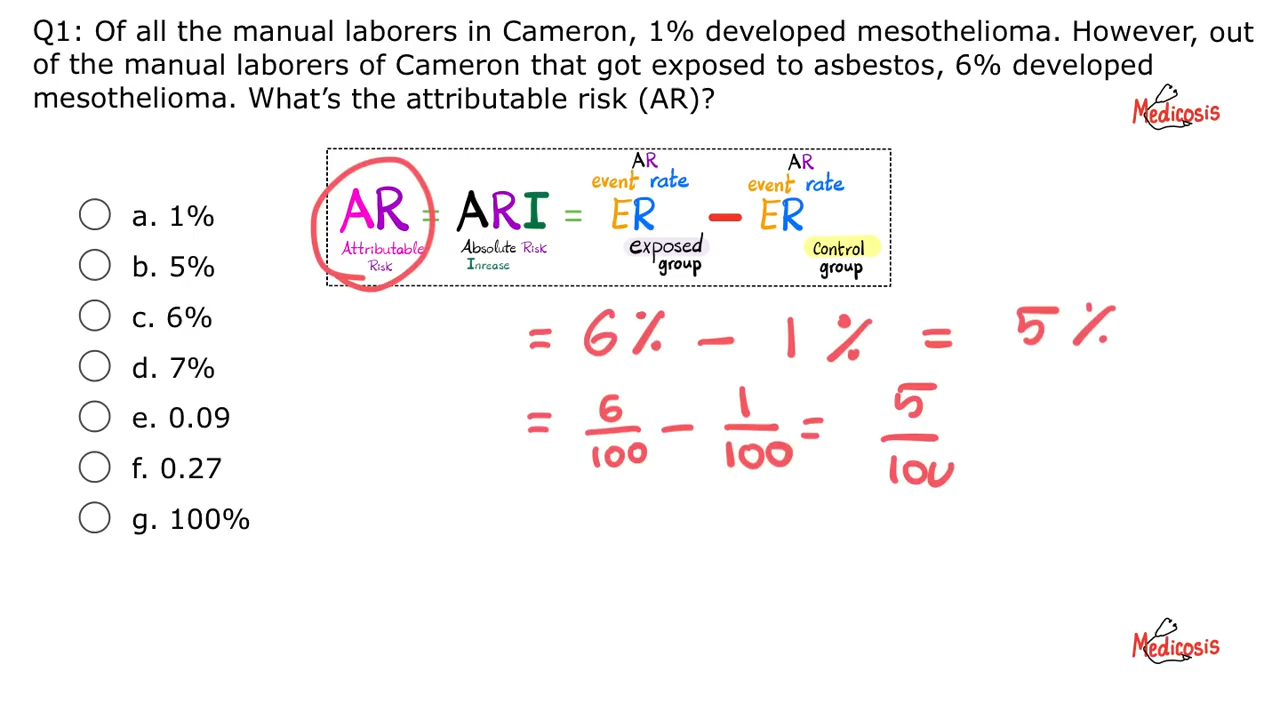 Q1: Of all the manual laborers in Cameron, 1% developed mesothelioma. However, out
of the manual laborers of Cameron that got exposed to asbestos, 6% developed
mesothelioma. What's the attributable risk (AR)?
Medicosis
a. 1%
b. 5%
c. 6%
d. 7%
e. 0.09
f. 0.27
g. 100%
AR = ARI = ER − ER
AR AR
event rate event rate
Attributable Risk
Absolute Risk Inrease
exposed group
control group
= 6% − 1% = 5%
= 6/100 − 1/100 = 5/100
Medicosis